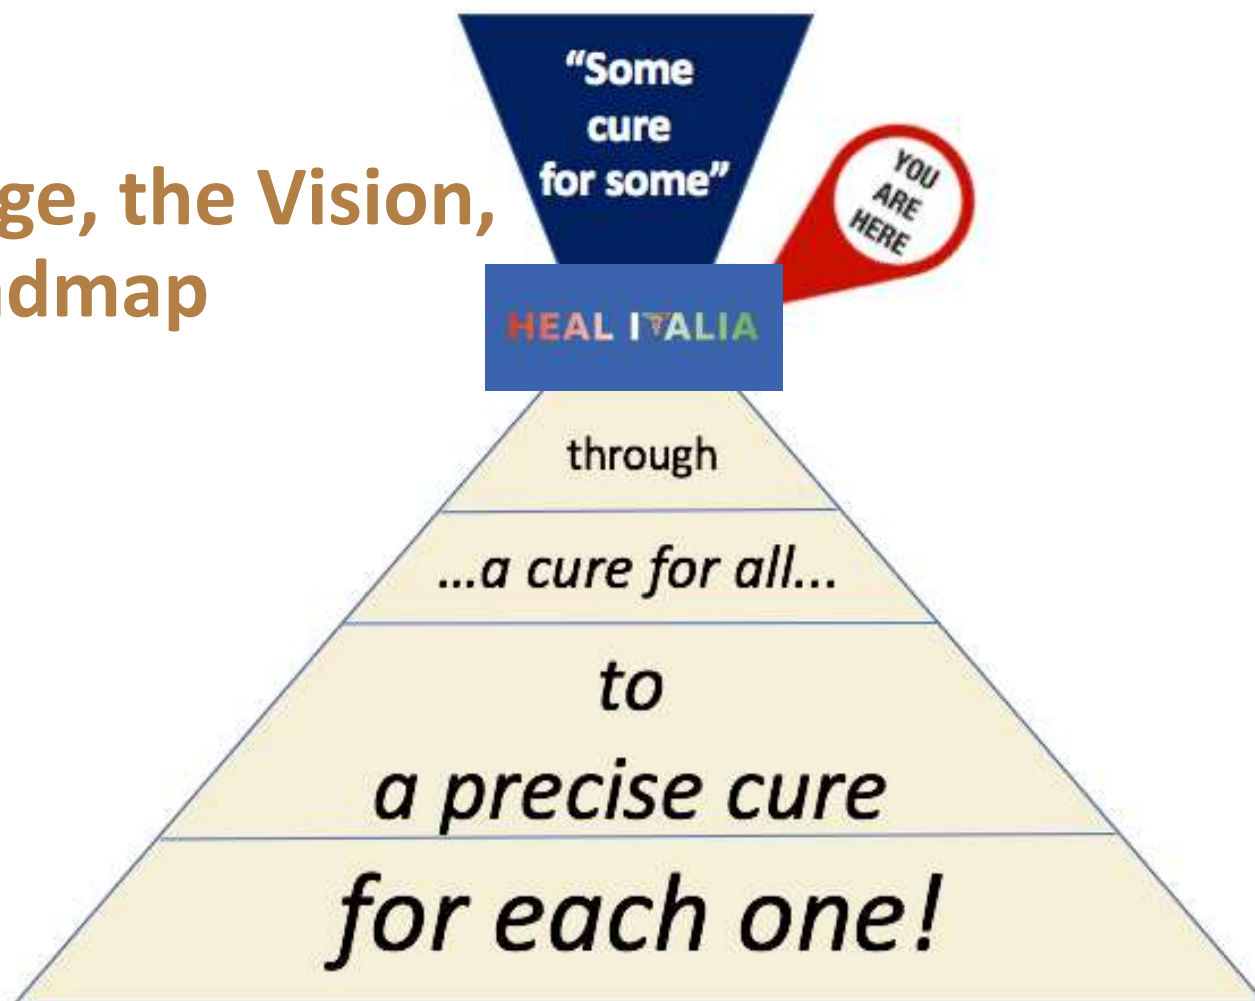 “Some
cure
for some”
YOU
ARE
HERE
ge, the Vision,
admap
HEAL ITALIA
through
...a cure for all...
to
a precise cure
for each one!